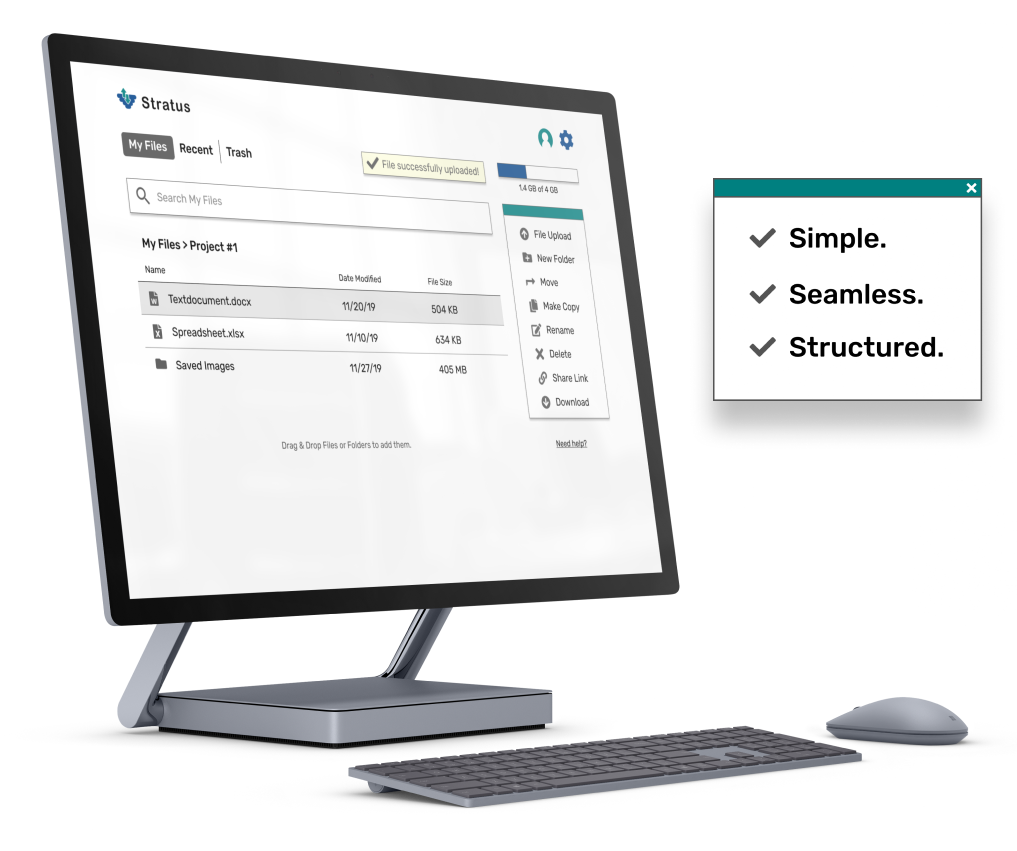 Stratus
My Files Recent Trash
File successfully uploaded!
1.4 GB of 4 GB
Search My Files
My Files > Project #1
Name Date Modified File Size
Textdocument.docx 11/20/19 504 KB
Spreadsheet.xlsx 11/10/19 634 KB
Saved Images 11/27/19 405 MB
Drag & Drop Files or Folders to add them.
File Upload
New Folder
Move
Make Copy
Rename
Delete
Share Link
Download
Need help?
Simple.
Seamless.
Structured.